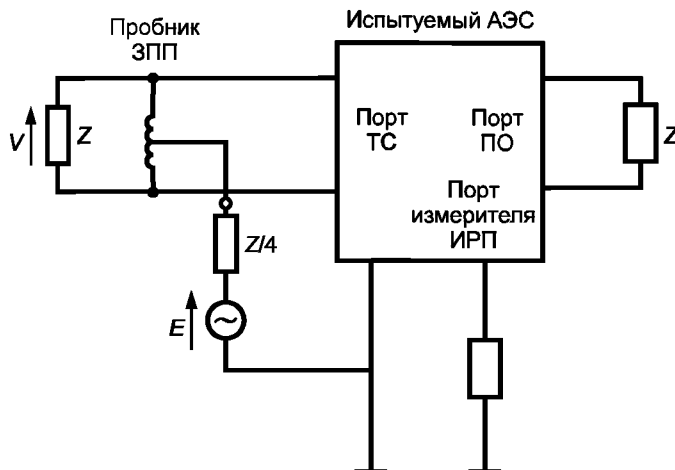 Пробник
ЗПП
Испытуемый АЭС
V
Z
Порт
ТС
Порт
ПО
Z
Порт
измерителя
ИРП
Z/4
E
~